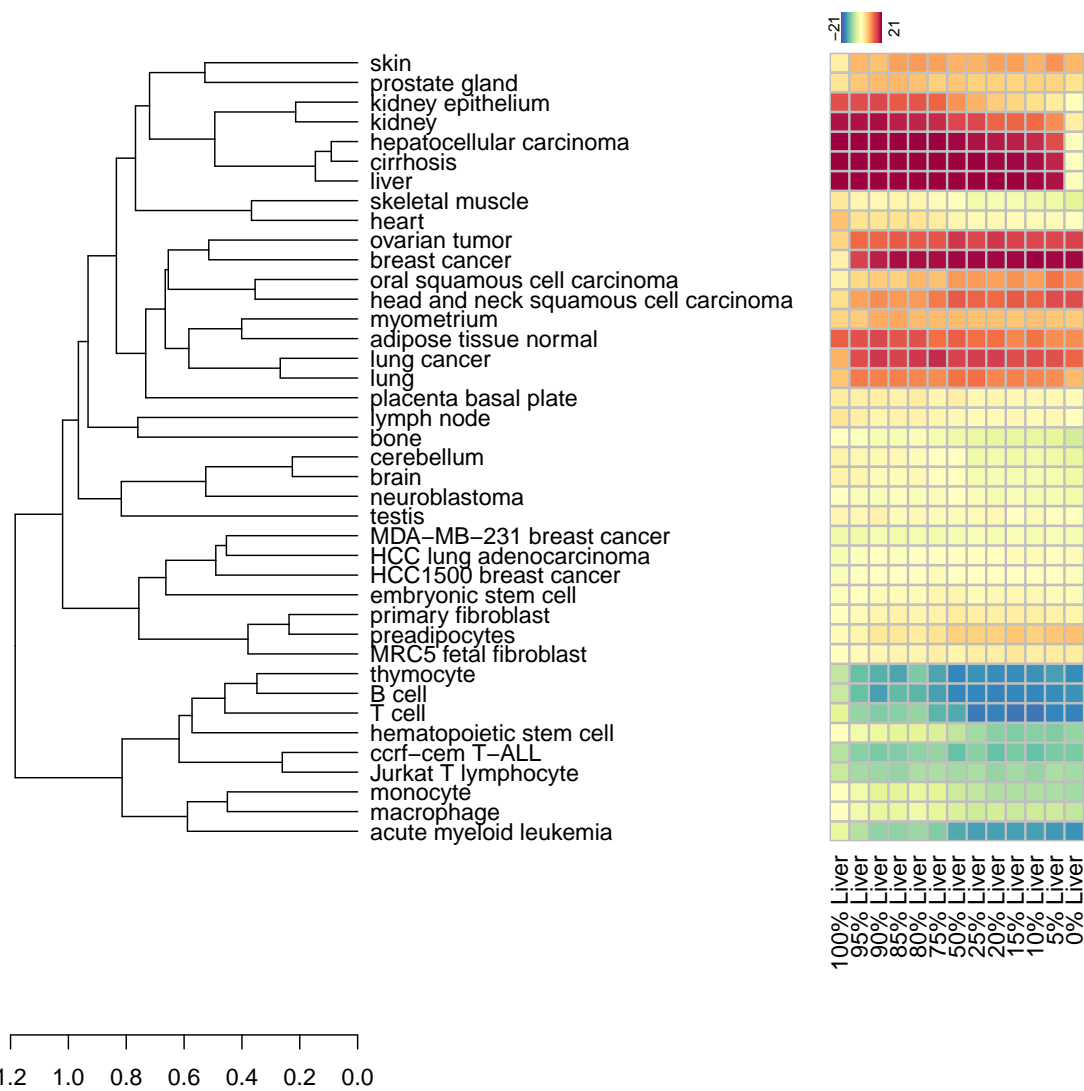 −21
21
skin
prostate gland
kidney epithelium
kidney
hepatocellular carcinoma
cirrhosis
liver
skeletal muscle
heart
ovarian tumor
breast cancer
oral squamous cell carcinoma
head and neck squamous cell carcinoma
myometrium
adipose tissue normal
lung cancer
lung
placenta basal plate
lymph node
bone
cerebellum
brain
neuroblastoma
testis
MDA−MB−231 breast cancer
HCC lung adenocarcinoma
HCC1500 breast cancer
embryonic stem cell
primary fibroblast
preadipocytes
MRC5 fetal fibroblast
thymocyte
B cell
T cell
hematopoietic stem cell
ccrf−cem T−ALL
Jurkat T lymphocyte
monocyte
macrophage
acute myeloid leukemia
100% Liver
95% Liver
90% Liver
85% Liver
80% Liver
75% Liver
50% Liver
25% Liver
20% Liver
15% Liver
10% Liver
5% Liver
0% Liver
1.2 1.0 0.8 0.6 0.4 0.2 0.0